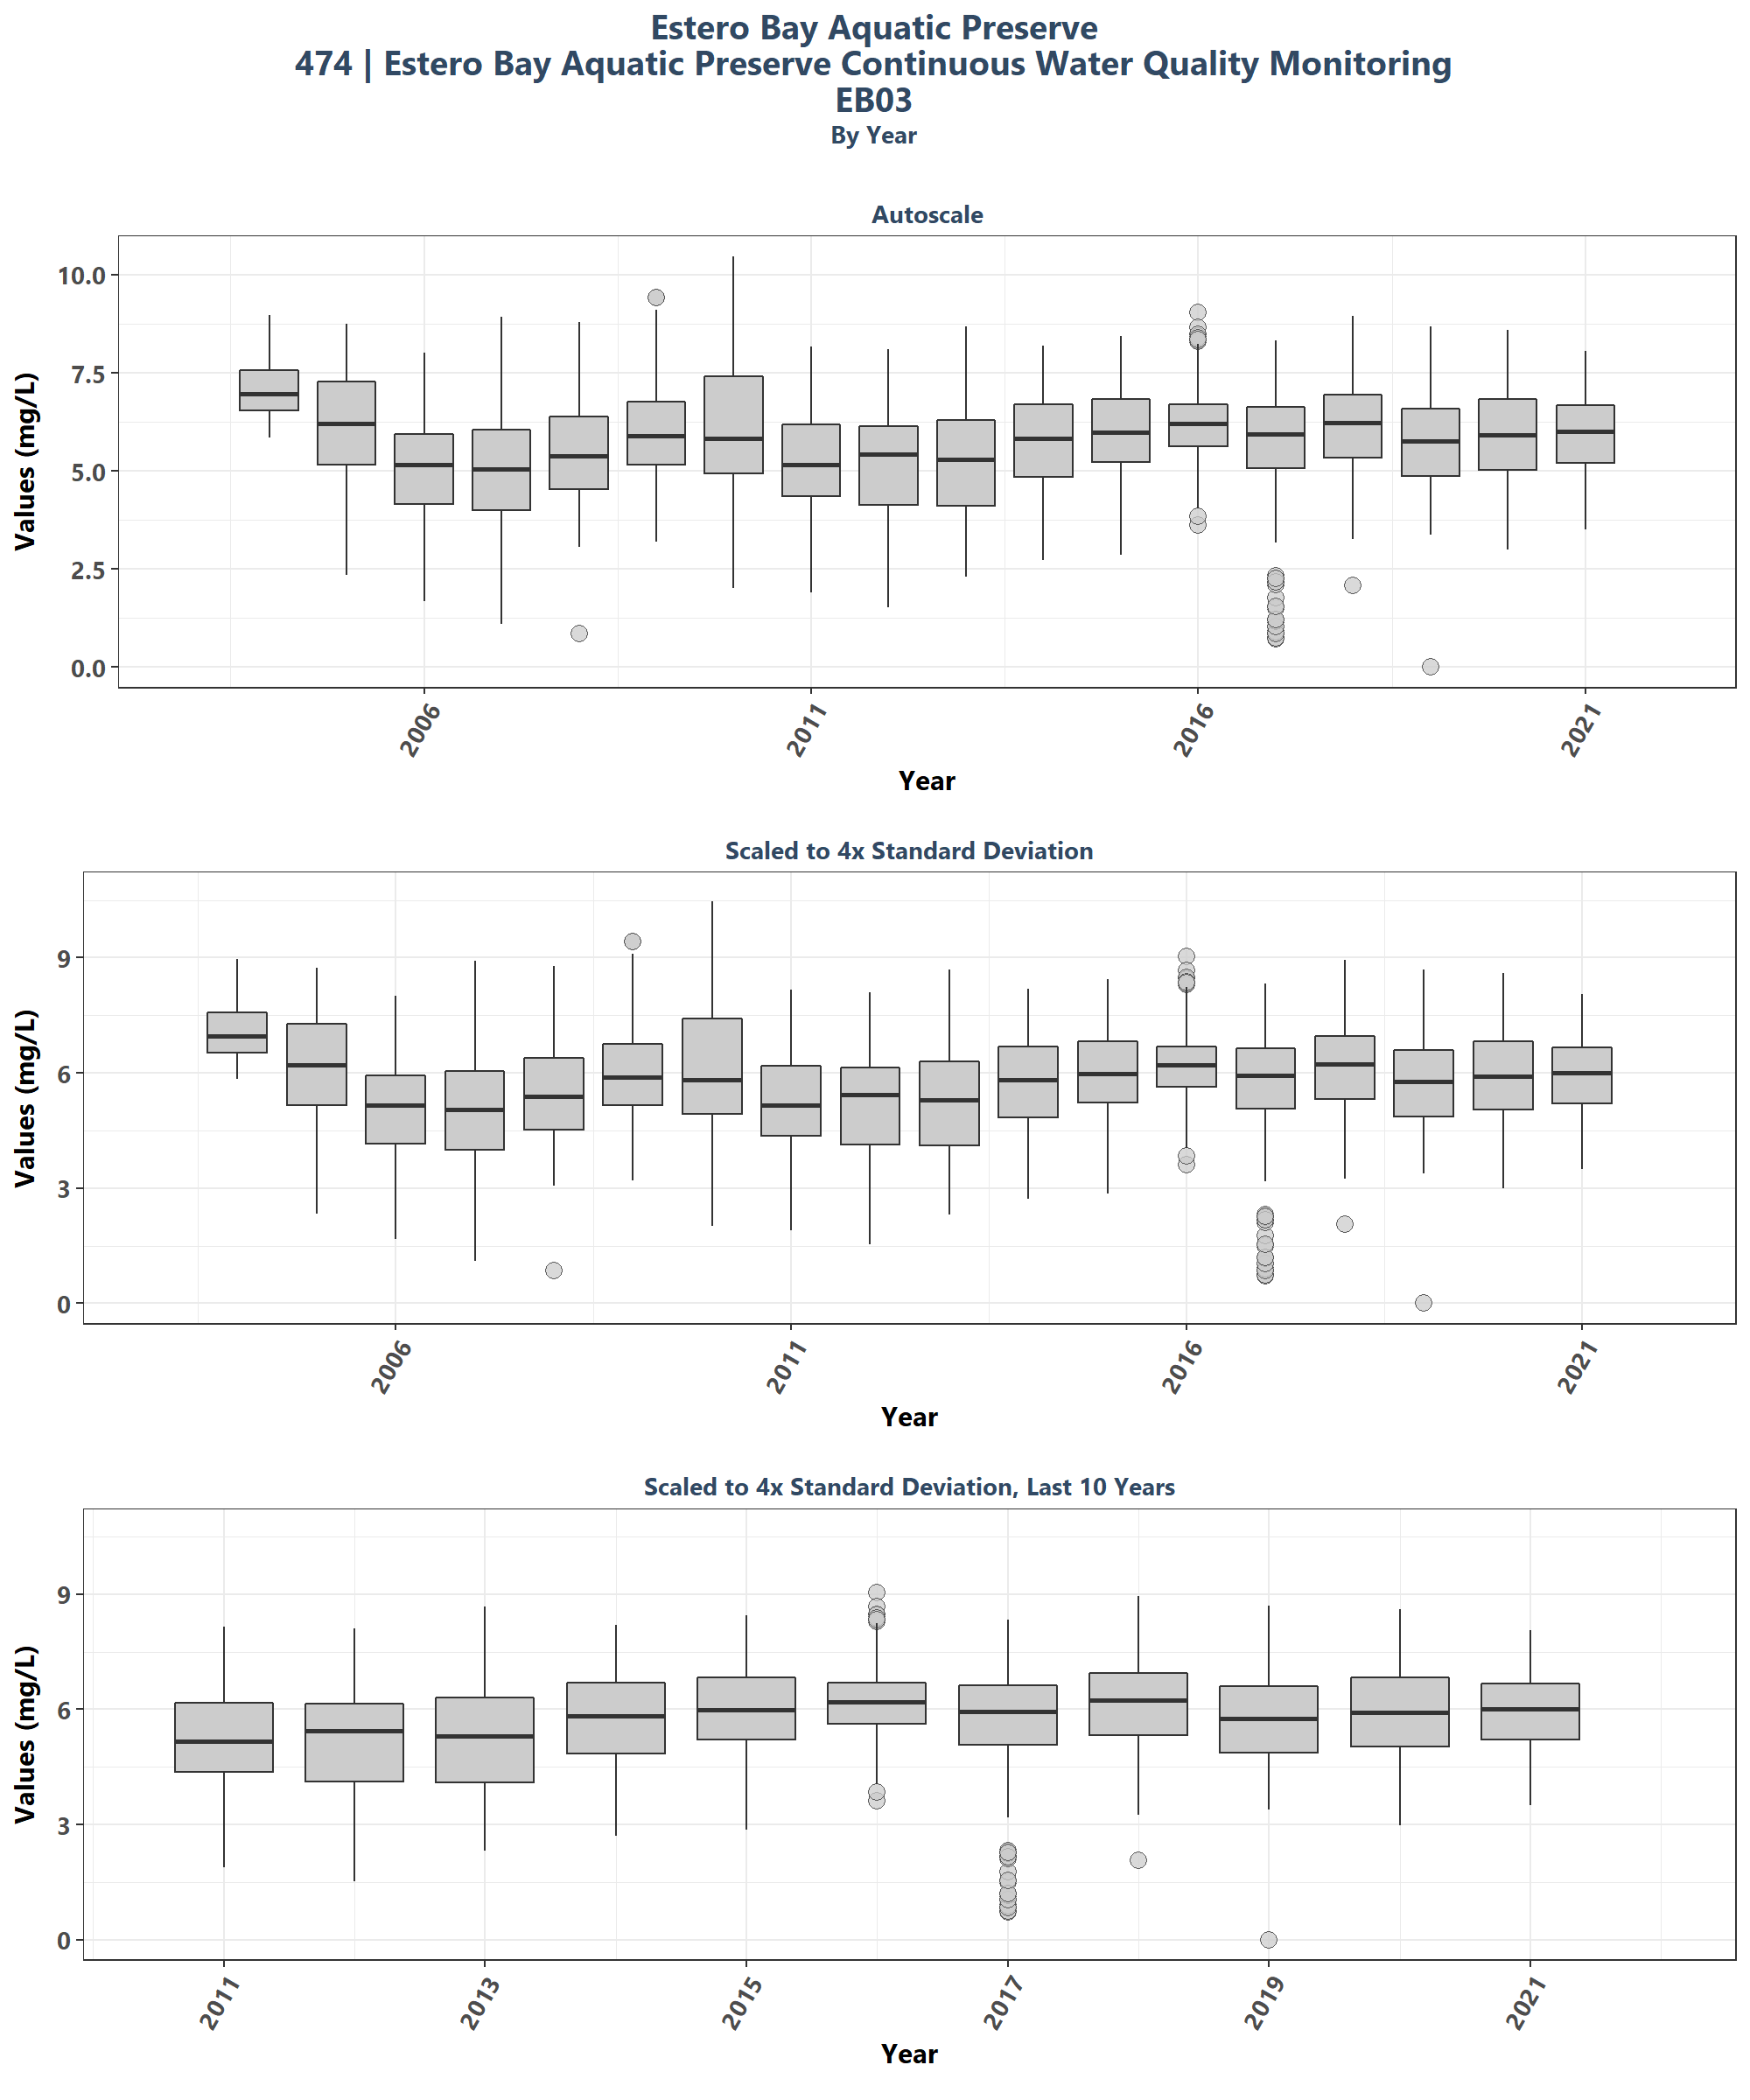 Estero Bay Aquatic Preserve
474 | Estero Bay Aquatic Preserve Continuous Water Quality Monitoring
EB03
By Year
Autoscale
Values (mg/L)
10.0
7.5
5.0
2.5
0.0
2006 2011 2016 2021
Year
Scaled to 4x Standard Deviation
Values (mg/L)
9
6
3
0
2006 2011 2016 2021
Year
Scaled to 4x Standard Deviation, Last 10 Years
Values (mg/L)
9
6
3
0
2011 2013 2015 2017 2019 2021
Year